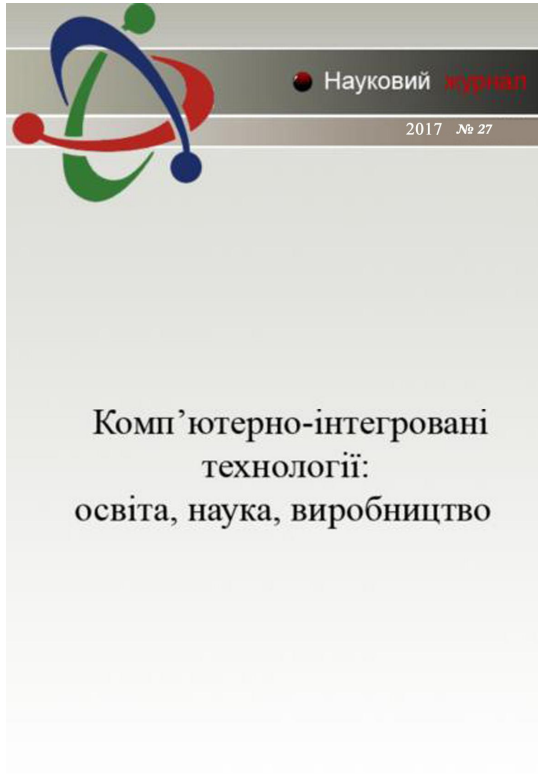 Науковий журнал
2017 № 27
Комп’ютерно-інтегровані
технології:
освіта, наука, виробництво